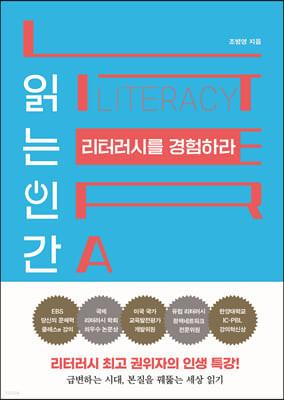 조병영 지음
읽는 인간
LITERACY
LITERA
리터러시를 경험하라
EBS
당신의 문해력
클래스e 강의
국제
리터러시 학회
최우수 논문상
미국 국가
교육발전평가
개발위원
유럽 리터러시
정책네트워크
전문위원
한양대학교
IC-PBL
강의혁신상
리터러시 최고 권위자의 인생 특강!
급변하는 시대, 본질을 꿰뚫는 세상 읽기